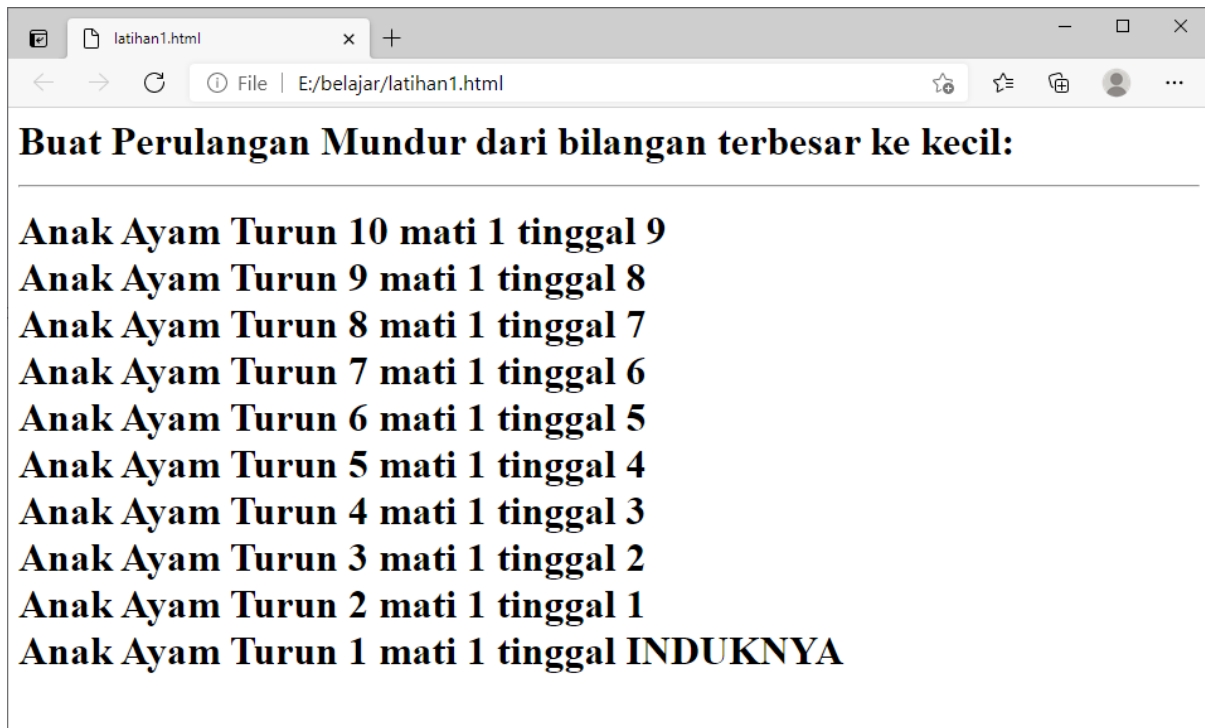 latihan1.html
File | E:/belajar/latihan1.html
Buat Perulangan Mundur dari bilangan terbesar ke kecil:
Anak Ayam Turun 10 mati 1 tinggal 9
Anak Ayam Turun 9 mati 1 tinggal 8
Anak Ayam Turun 8 mati 1 tinggal 7
Anak Ayam Turun 7 mati 1 tinggal 6
Anak Ayam Turun 6 mati 1 tinggal 5
Anak Ayam Turun 5 mati 1 tinggal 4
Anak Ayam Turun 4 mati 1 tinggal 3
Anak Ayam Turun 3 mati 1 tinggal 2
Anak Ayam Turun 2 mati 1 tinggal 1
Anak Ayam Turun 1 mati 1 tinggal INDUKNYA